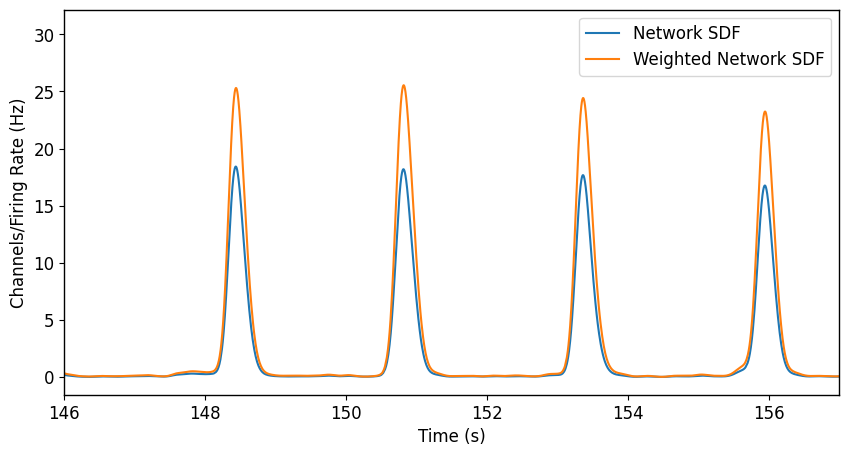 Network SDF
Weighted Network SDF
Channels/Firing Rate (Hz)
30
25
20
15
10
5
0
146 148 150 152 154 156
Time (s)